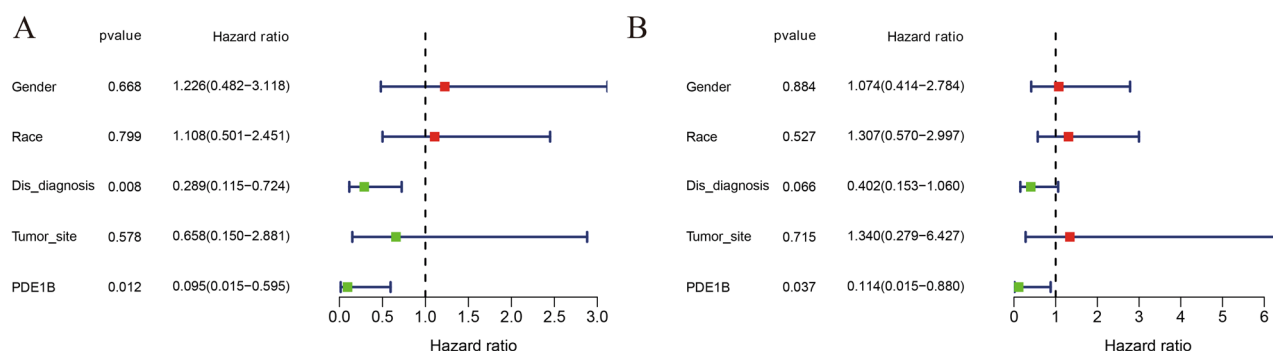 A
pvalue Hazard ratio
Gender 0.668 1.226(0.482−3.118)
Race 0.799 1.108(0.501−2.451)
Dis_diagnosis 0.008 0.289(0.115−0.724)
Tumor_site 0.578 0.658(0.150−2.881)
PDE1B 0.012 0.095(0.015−0.595)
0.0 0.5 1.0 1.5 2.0 2.5 3.0
Hazard ratio
B
pvalue Hazard ratio
Gender 0.884 1.074(0.414−2.784)
Race 0.527 1.307(0.570−2.997)
Dis_diagnosis 0.066 0.402(0.153−1.060)
Tumor_site 0.715 1.340(0.279−6.427)
PDE1B 0.037 0.114(0.015−0.880)
0 1 2 3 4 5 6
Hazard ratio